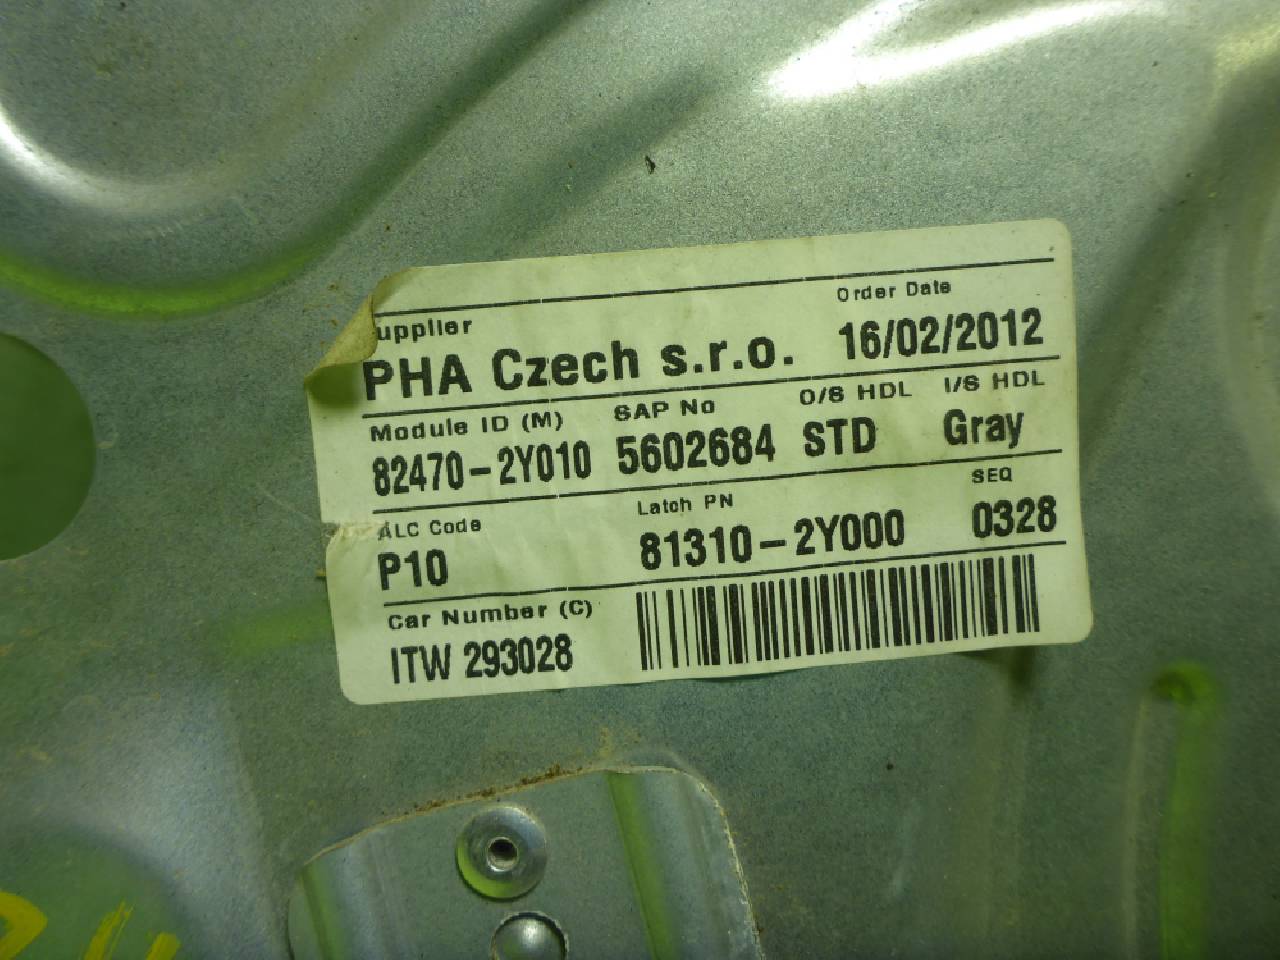 upplier Order Date
PHA Czech s.r.o. 16/02/2012
Module ID (M) SAP No O/S HDL I/S HDL
82470-2Y010 5602684 STD Gray
ALC Code Latch PN SEQ
P10 81310-2Y000 0328
Car Number (C)
ITW 293028